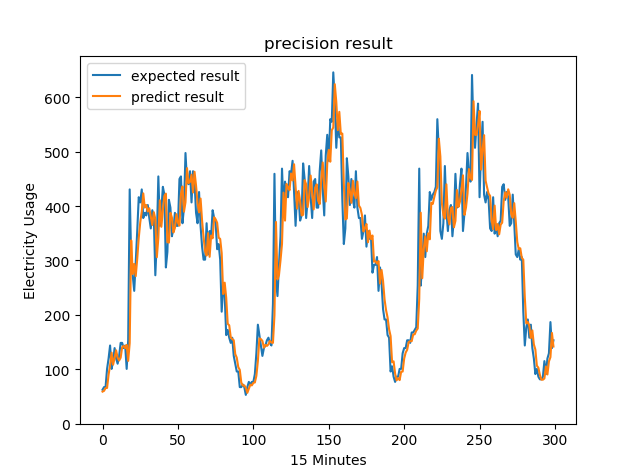 precision result
expected result
predict result
Electricity Usage
600
500
400
300
200
100
0
0 50 100 150 200 250 300
15 Minutes